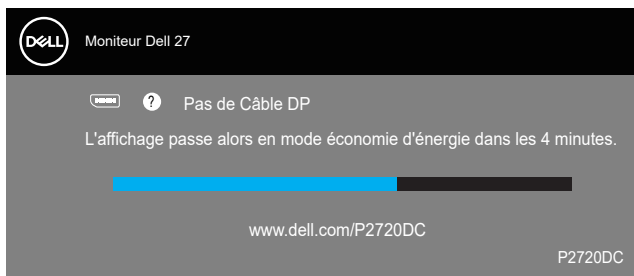 DELL
Moniteur Dell 27
? Pas de Câble DP
L'affichage passe alors en mode économie d'énergie dans les 4 minutes.
www.dell.com/P2720DC
P2720DC